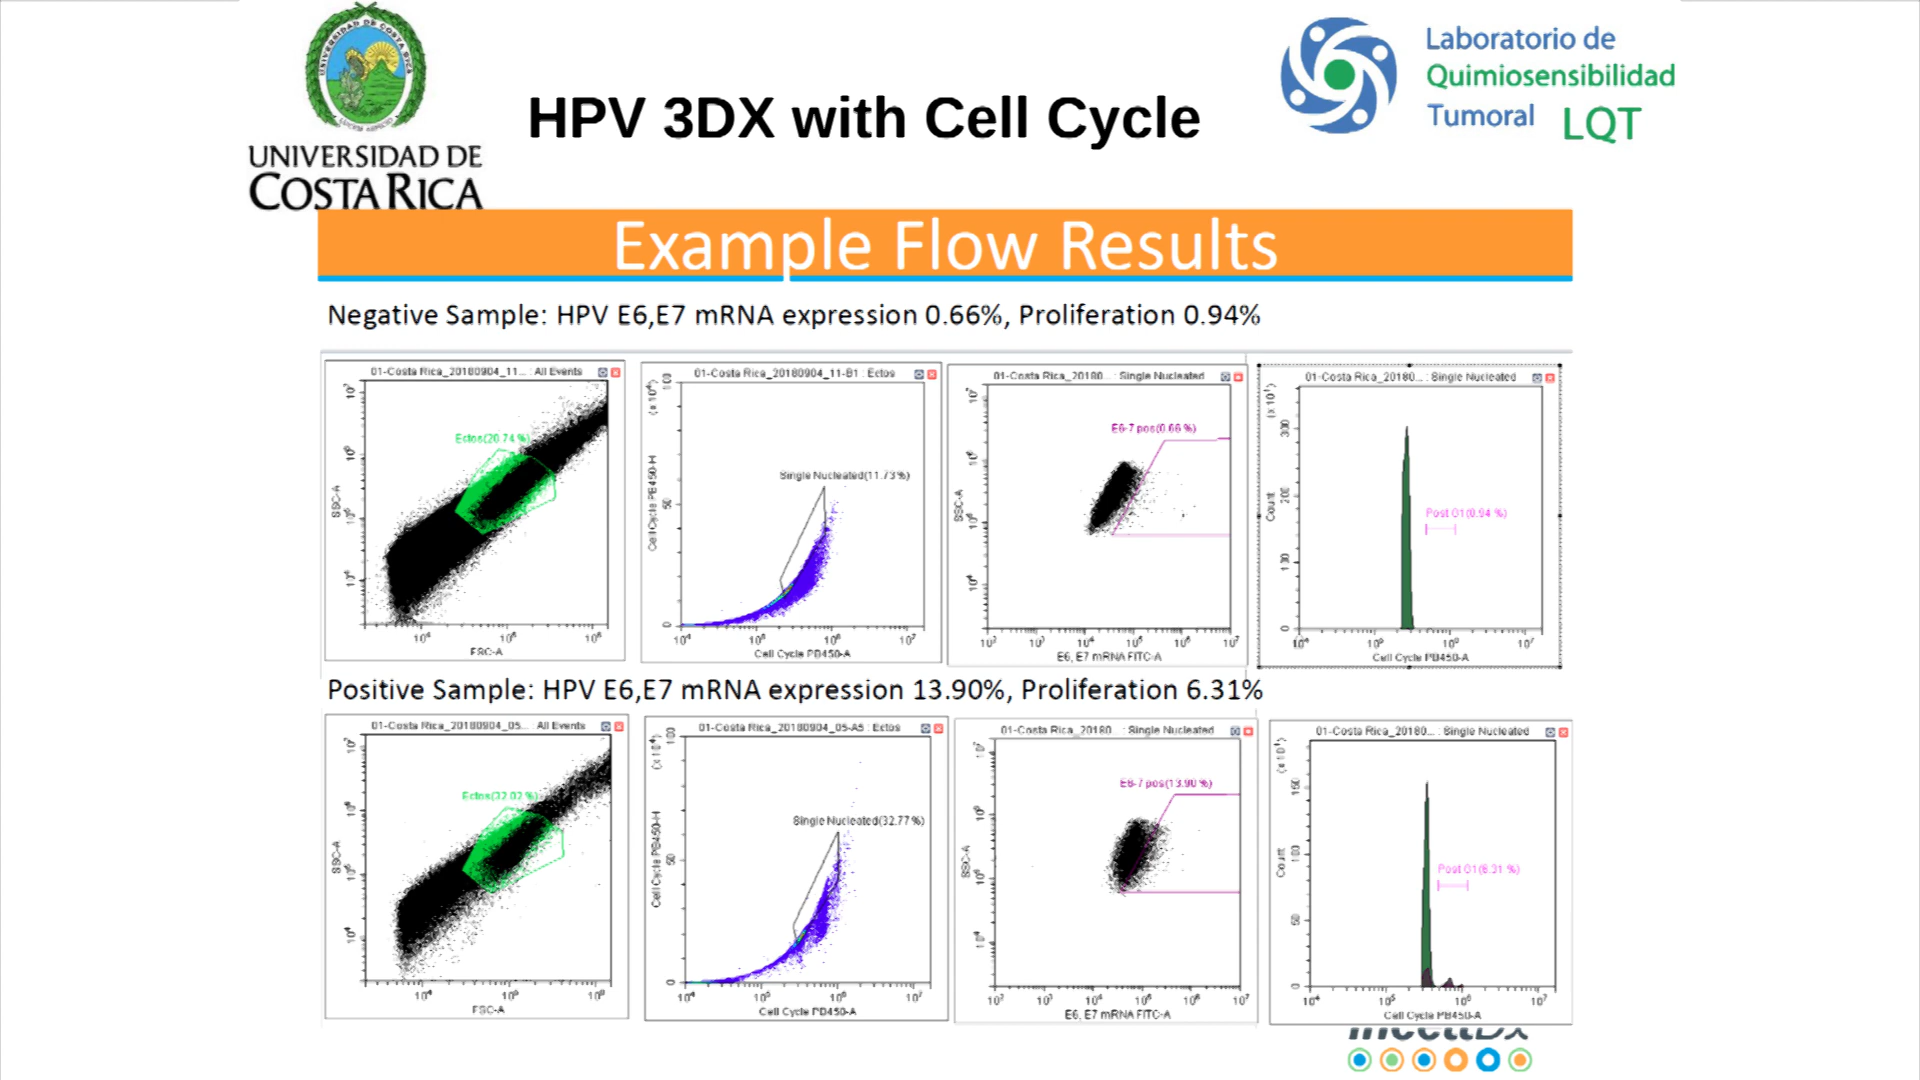 UNIVERSIDAD DE
COSTA RICA
HPV 3DX with Cell Cycle
Laboratorio de
Quimiosensibilidad
Tumoral LQT
Example Flow Results
Negative Sample: HPV E6,E7 mRNA expression 0.66%, Proliferation 0.94%
01-Costa Rica_20180904_11... : All Events
Ectos(20.74 %)
SSC-A
FSC-A
01-Costa Rica_20180904_11-B1 : Ectos
Single Nucleated(11.73%)
Cell Cycle PB450-H
Cell Cycle PB450-A
01-Costa Rica_20180... : Single Nucleated
E6-7 pos(0.66 %)
SSC-A
E6, E7 mRNA FITC-A
01-Costa Rica_20180... : Single Nucleated
Post G1(0.94 %)
Count
Cell Cycle PB450-A
Positive Sample: HPV E6,E7 mRNA expression 13.90%, Proliferation 6.31%
01-Costa Rica_20180904_05... : All Events
Ectos(32.02 %)
SSC-A
FSC-A
01-Costa Rica_20180904_05-A5 : Ectos
Single Nucleated(32.77%)
Cell Cycle PB450-H
Cell Cycle PB450-A
01-Costa Rica_20180... : Single Nucleated
E6-7 pos(13.90 %)
SSC-A
E6, E7 mRNA FITC-A
01-Costa Rica_20180... : Single Nucleated
Post G1(6.31 %)
Count
Cell Cycle PB450-A
IncellDx